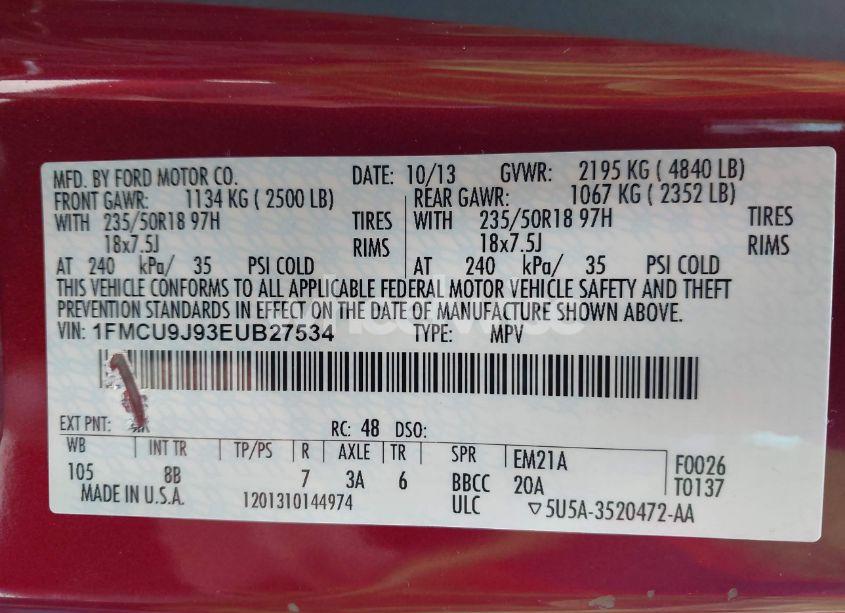 MFD. BY FORD MOTOR CO. DATE: 10/13 GVWR: 2195 KG ( 4840 LB)
FRONT GAWR: 1134 KG ( 2500 LB) REAR GAWR: 1067 KG ( 2352 LB)
WITH 235/50R18 97H TIRES WITH 235/50R18 97H TIRES
18x7.5J RIMS 18x7.5J RIMS
AT 240 kPa/ 35 PSI COLD AT 240 kPa/ 35 PSI COLD
THIS VEHICLE CONFORMS TO ALL APPLICABLE FEDERAL MOTOR VEHICLE SAFETY AND THEFT
PREVENTION STANDARDS IN EFFECT ON THE DATE OF MANUFACTURE SHOWN ABOVE.
VIN: 1FMCU9J93EUB27534 TYPE: MPV
EXT PNT: RC: 48 DSO:
WB INT TR TP/PS R AXLE TR SPR EM21A F0026
105 8B 7 3A 6 BBCC 20A T0137
MADE IN U.S.A. 1201310144974 ULC ▽5U5A-3520472-AA